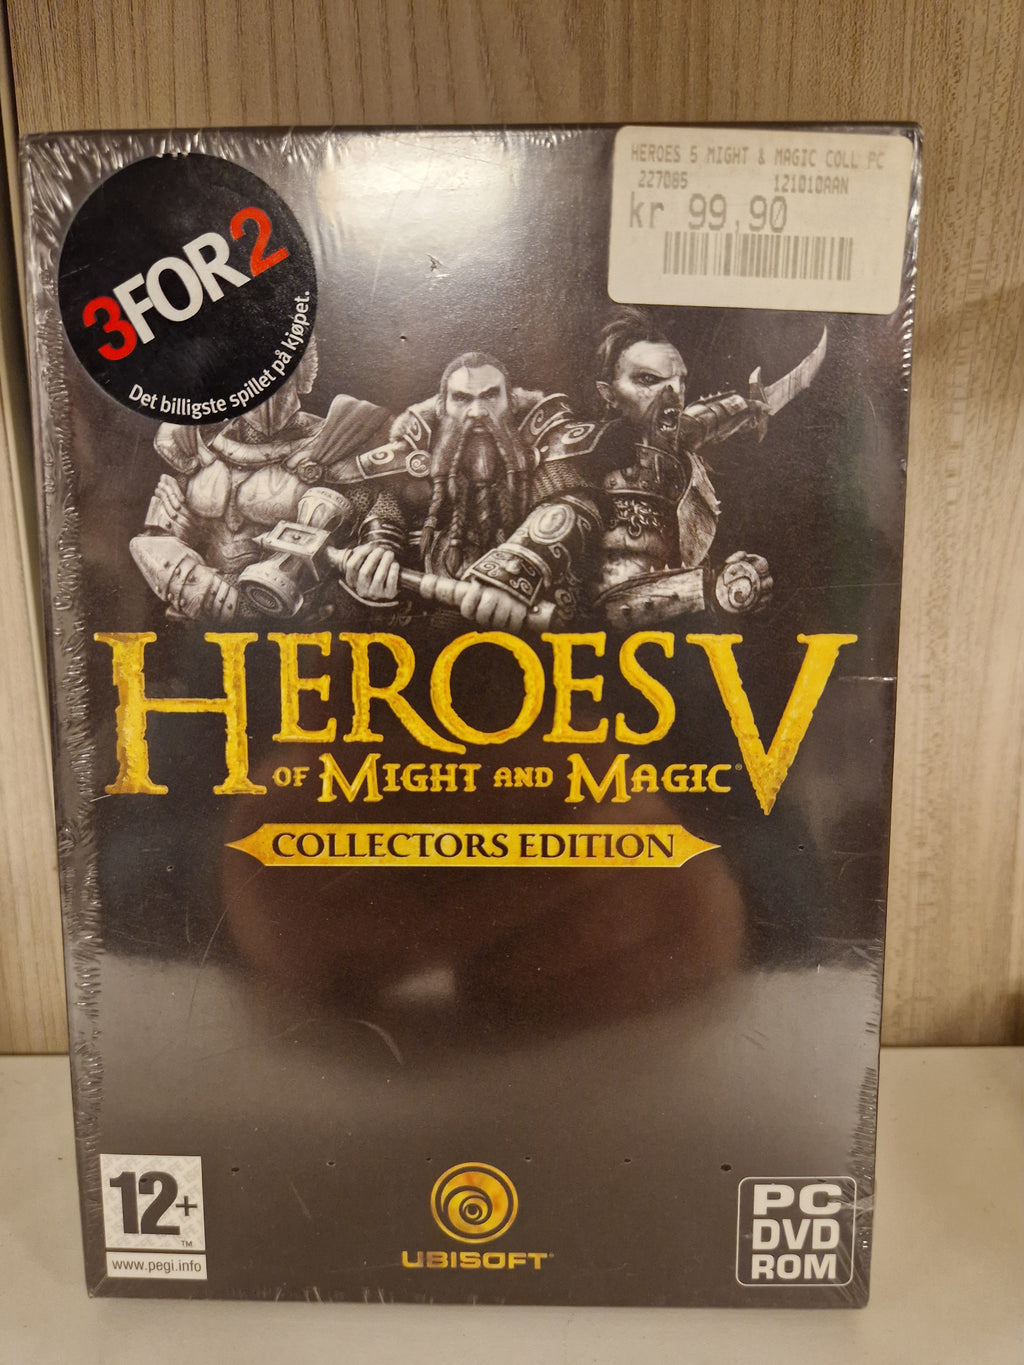 HEROES 5 MIGHT & MAGIC COLL PC
227085 121010AAN
kr 99,90
3FOR2
Det billigste spillet på kjøpet.
HEROES V
OF MIGHT AND MAGIC®
COLLECTORS EDITION
12+
TM
www.pegi.info
UBISOFT®
PC
DVD
ROM